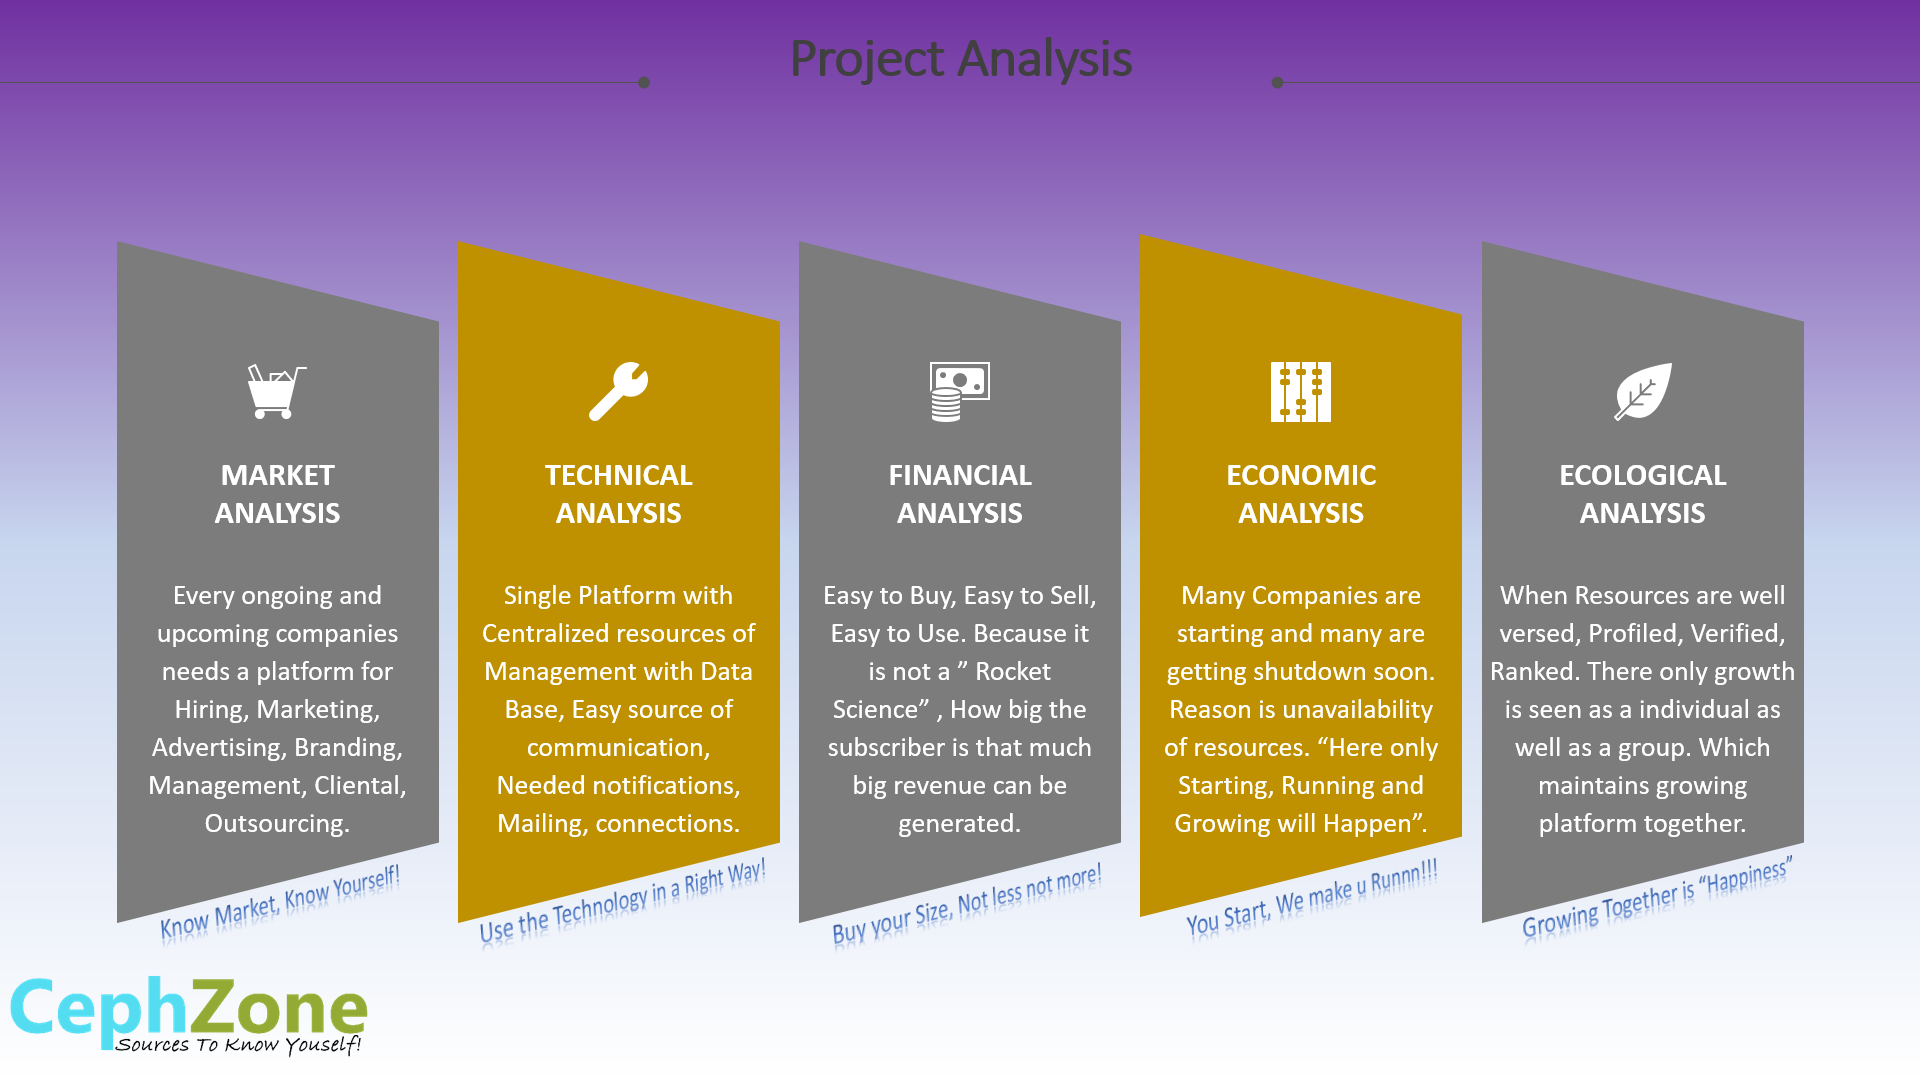 Project Analysis
MARKET
ANALYSIS
Every ongoing and
upcoming companies
needs a platform for
Hiring, Marketing,
Advertising, Branding,
Management, Cliental,
Outsourcing.
Know Market, Know Yourself!
TECHNICAL
ANALYSIS
Single Platform with
Centralized resources of
Management with Data
Base, Easy source of
communication,
Needed notifications,
Mailing, connections.
Use the Technology in a Right Way!
FINANCIAL
ANALYSIS
Easy to Buy, Easy to Sell,
Easy to Use. Because it
is not a ” Rocket
Science” , How big the
subscriber is that much
big revenue can be
generated.
Buy your Size, Not less not more!
ECONOMIC
ANALYSIS
Many Companies are
starting and many are
getting shutdown soon.
Reason is unavailability
of resources. “Here only
Starting, Running and
Growing will Happen”.
You Start, We make u Runnn!!!
ECOLOGICAL
ANALYSIS
When Resources are well
versed, Profiled, Verified,
Ranked. There only growth
is seen as a individual as
well as a group. Which
maintains growing
platform together.
Growing Together is “Happiness”
CephZone
Sources To Know Youself!